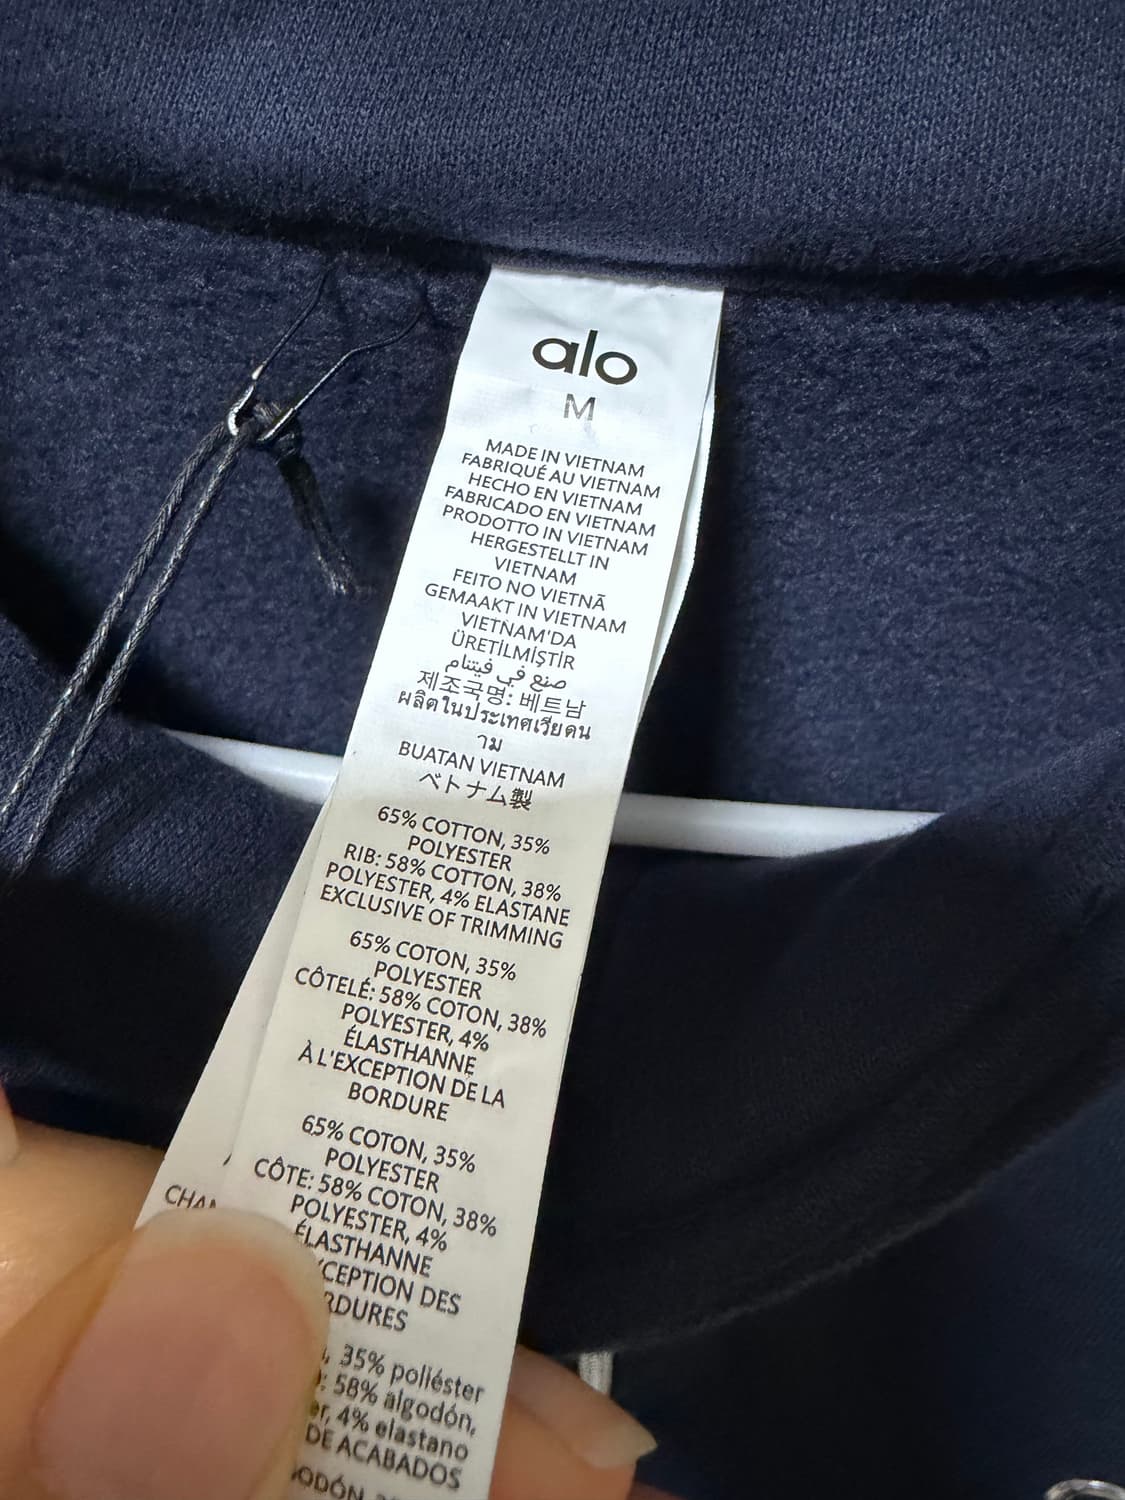 alo
M
MADE IN VIETNAM
FABRIQUÉ AU VIETNAM
HECHO EN VIETNAM
FABRICADO EN VIETNAM
PRODOTTO IN VIETNAM
HERGESTELLT IN
VIETNAM
FEITO NO VIETNÃ
GEMAAKT IN VIETNAM
VIETNAM'DA
ÜRETİLMİŞTİR
صنع في فيتنام
제조국명: 베트남
ผลิตในประเทศเวียดน
าม
BUATAN VIETNAM
ベトナム製
65% COTTON, 35%
POLYESTER
RIB: 58% COTTON, 38%
POLYESTER, 4% ELASTANE
EXCLUSIVE OF TRIMMING
65% COTON, 35%
POLYESTER
CÔTELÉ: 58% COTON, 38%
POLYESTER, 4%
ÉLASTHANNE
À L'EXCEPTION DE LA
BORDURE
65% COTON, 35%
POLYESTER
CÔTE: 58% COTON, 38%
POLYESTER, 4%
ÉLASTHANNE
DES
35% poliéster
58% algodón,
4% elastano
DE ACABADOS